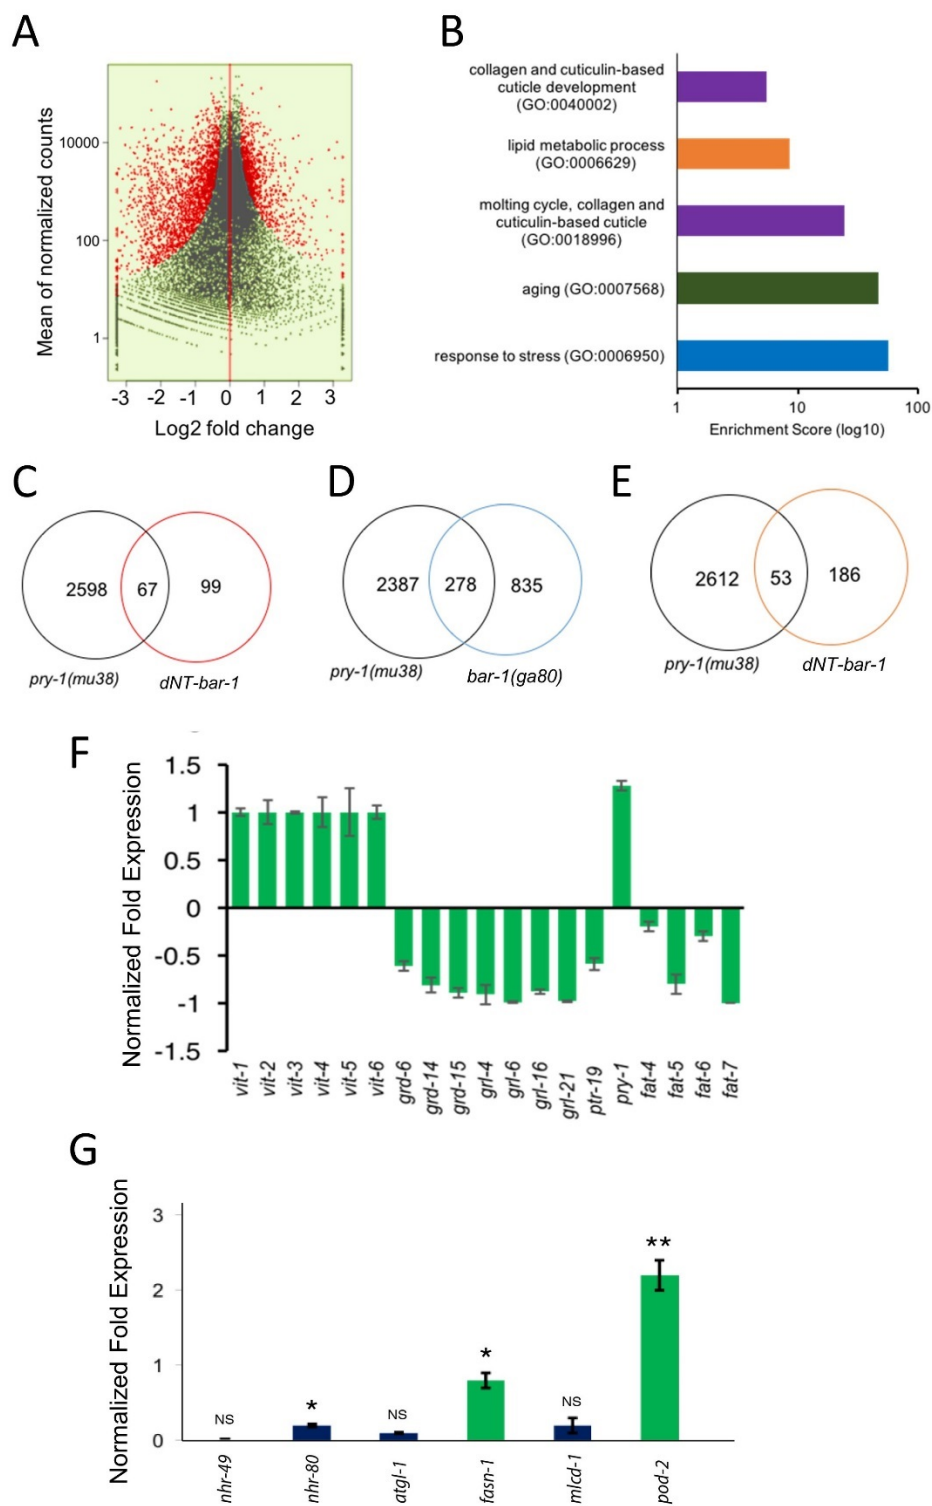 A
Mean of normalized counts
10000
100
1
-3 -2 -1 0 1 2 3
Log2 fold change
B
collagen and cuticulin-based
cuticle development
(GO:0040002)
lipid metabolic process
(GO:0006629)
molting cycle, collagen and
cuticulin-based cuticle
(GO:0018996)
aging (GO:0007568)
response to stress (GO:0006950)
1 10 100
Enrichment Score (log10)
C
2598 67 99
pry-1(mu38) dNT-bar-1
D
2387 278 835
pry-1(mu38) bar-1(ga80)
E
2612 53 186
pry-1(mu38) dNT-bar-1
F
Normalized Fold Expression
1.5
1
0.5
0
-0.5
-1
-1.5
vit-1
vit-2
vit-3
vit-4
vit-5
vit-6
grd-6
grd-14
grd-15
grl-4
grl-6
grl-16
grl-21
ptr-19
pry-1
fat-4
fat-5
fat-6
fat-7
G
Normalized Fold Expression
3
2
1
0
NS
*
NS
*
NS
**
nhr-49
nhr-80
atgl-1
fasn-1
mlcd-1
pod-2